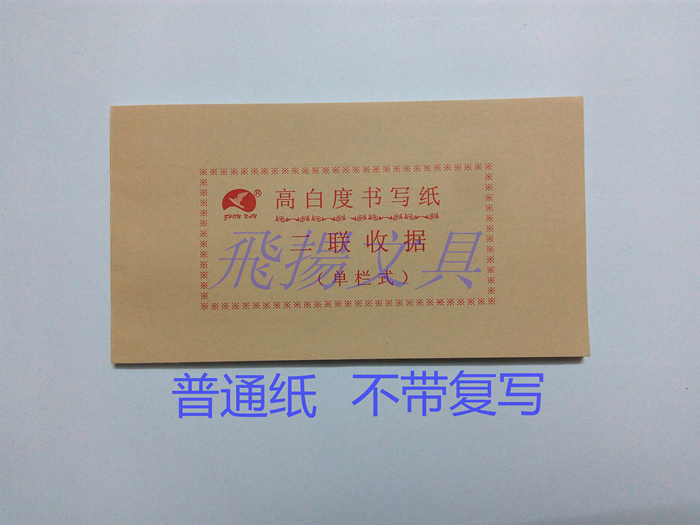 ®
高白度书写纸
二联收据
(单栏式)
飛揚文具
普通纸 不带复写